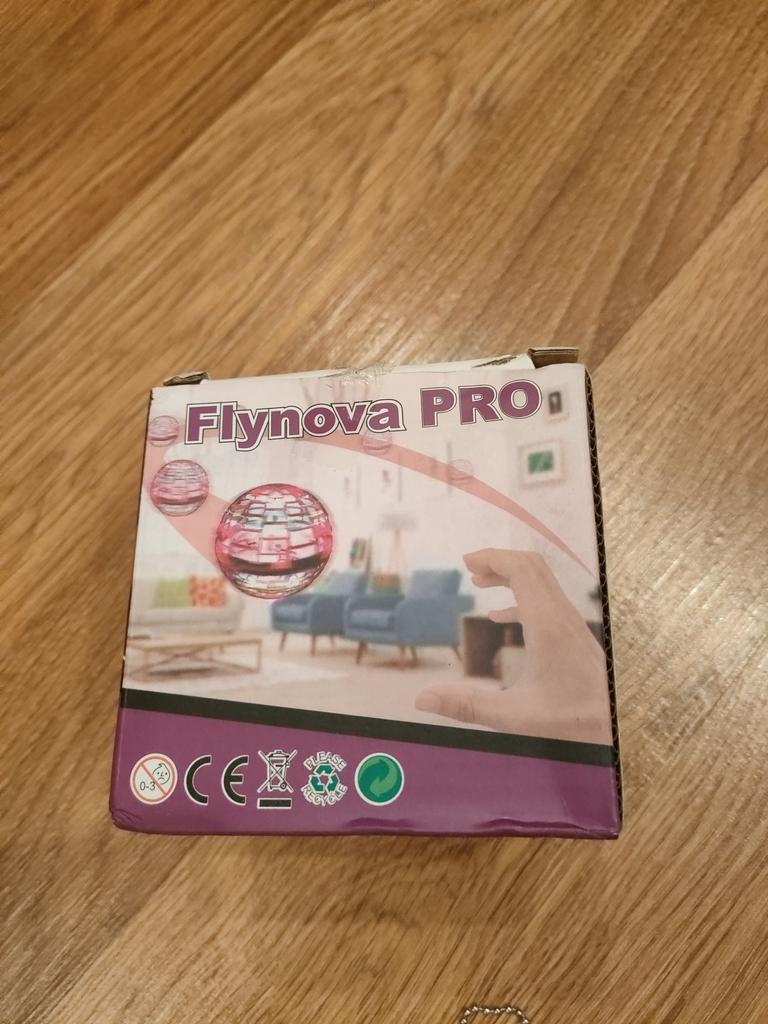 Flynova PRO
0-3
CE
PLEASE
RECYCLE